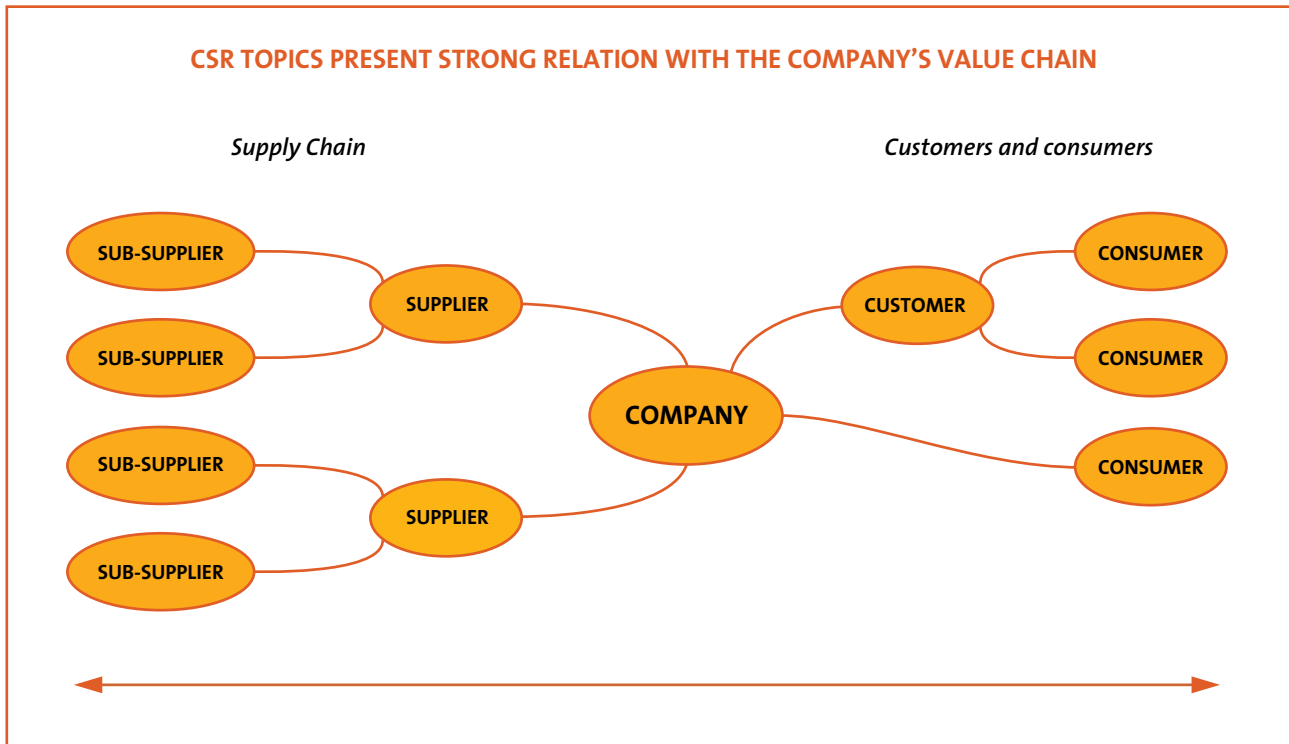 CSR TOPICS PRESENT STRONG RELATION WITH THE COMPANY’S VALUE CHAIN
Supply Chain
Customers and consumers
SUB-SUPPLIER
SUB-SUPPLIER
SUB-SUPPLIER
SUB-SUPPLIER
SUPPLIER
SUPPLIER
COMPANY
CUSTOMER
CONSUMER
CONSUMER
CONSUMER